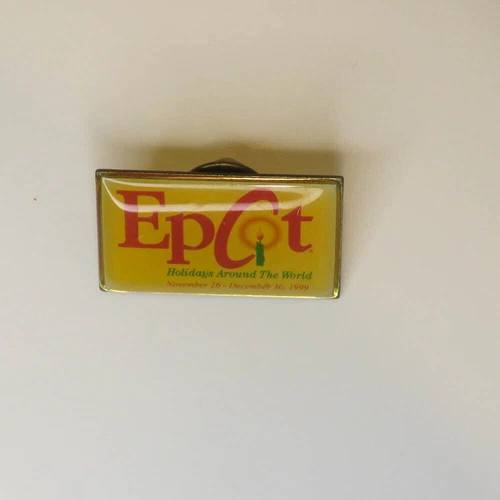 EpCot
Holidays Around The World
November 26 - December 30, 1999